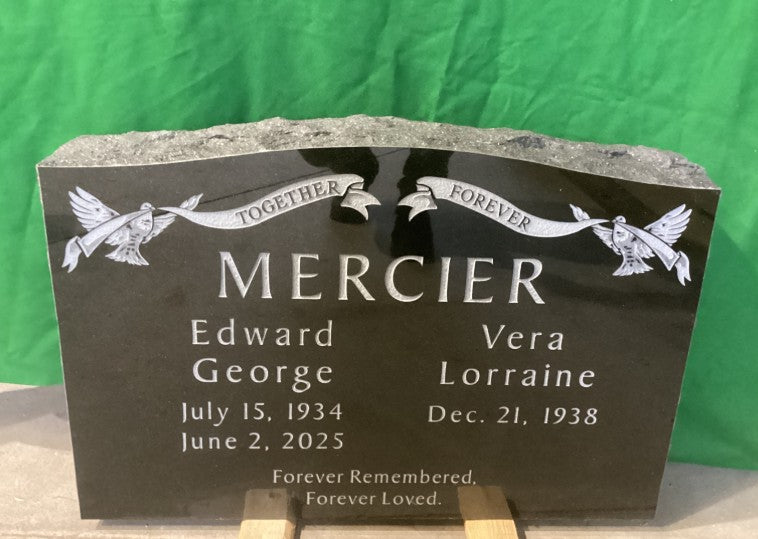 TOGETHER FOREVER
MERCIER
Edward
George
July 15, 1934
June 2, 2025
Vera
Lorraine
Dec. 21, 1938
Forever Remembered,
Forever Loved.